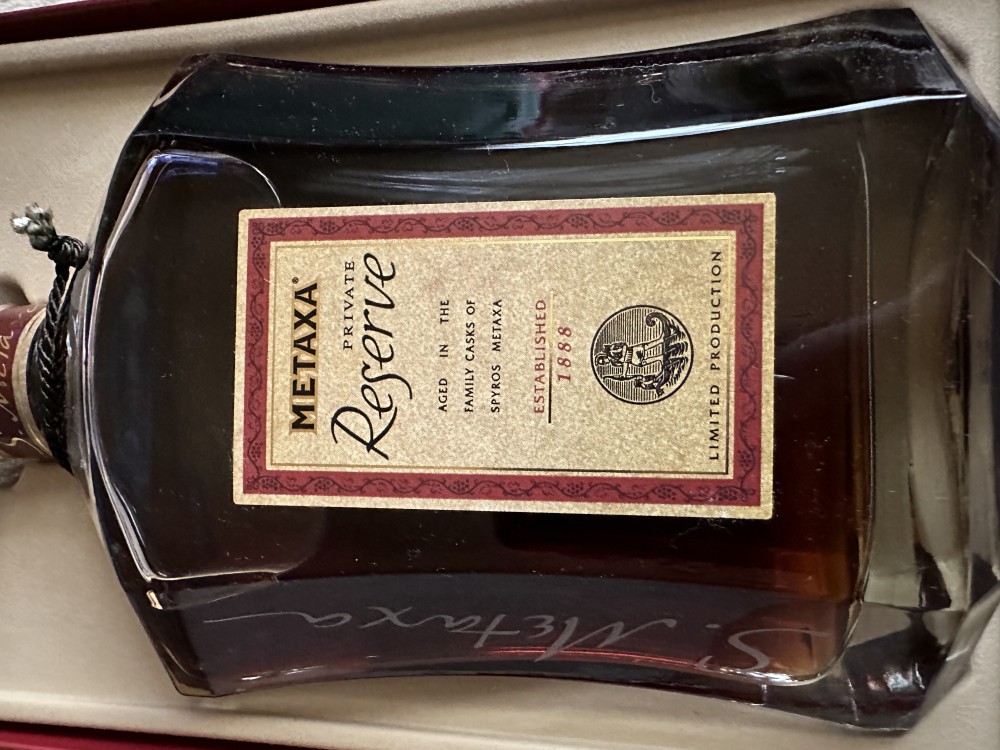 METAXA®
PRIVATE
Reserve
AGED IN THE
FAMILY CASKS OF
SPYROS METAXA
ESTABLISHED
1888
LIMITED PRODUCTION
S. Metaxa